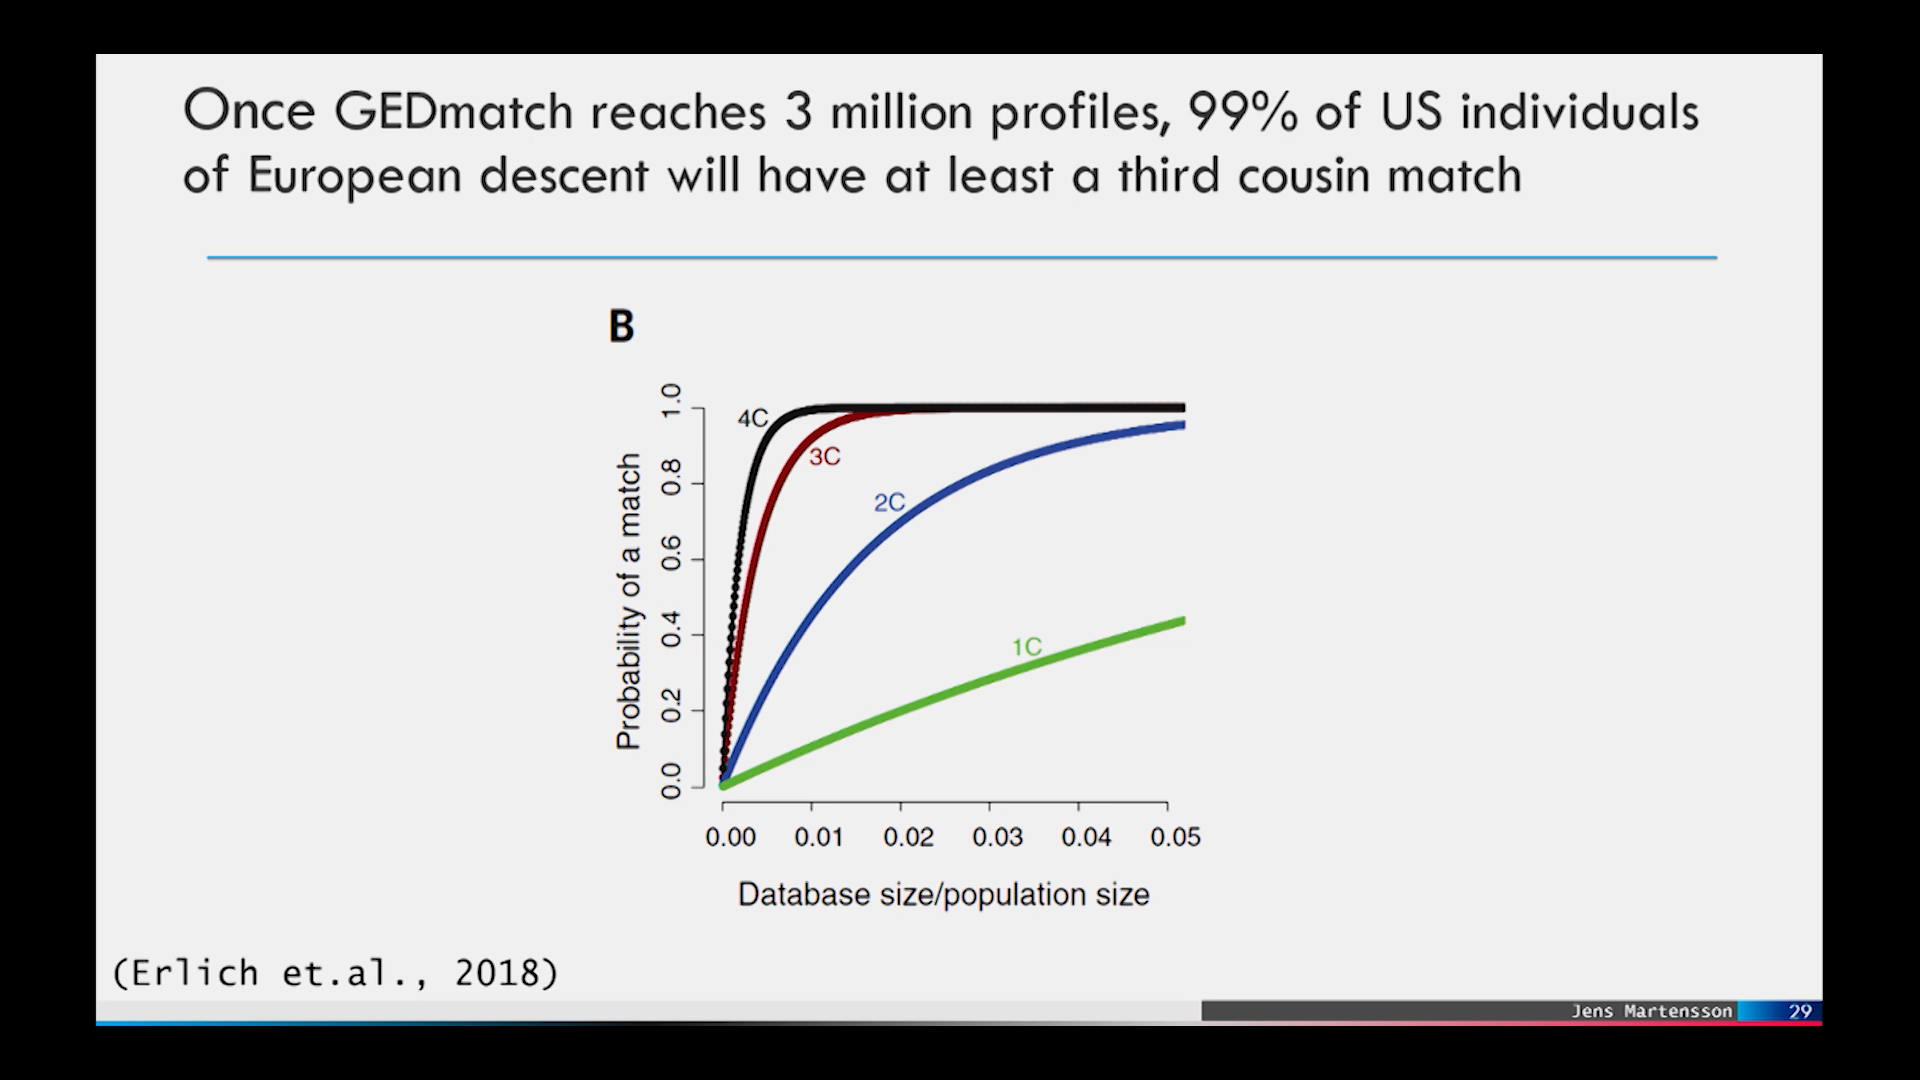 Once GEDmatch reaches 3 million profiles, 99% of US individuals
of European descent will have at least a third cousin match
B
Probability of a match
1.0
0.8
0.6
0.4
0.2
0.0
4C
3C
2C
1C
0.00 0.01 0.02 0.03 0.04 0.05
Database size/population size
(Erlich et.al., 2018)
Jens Martensson 29